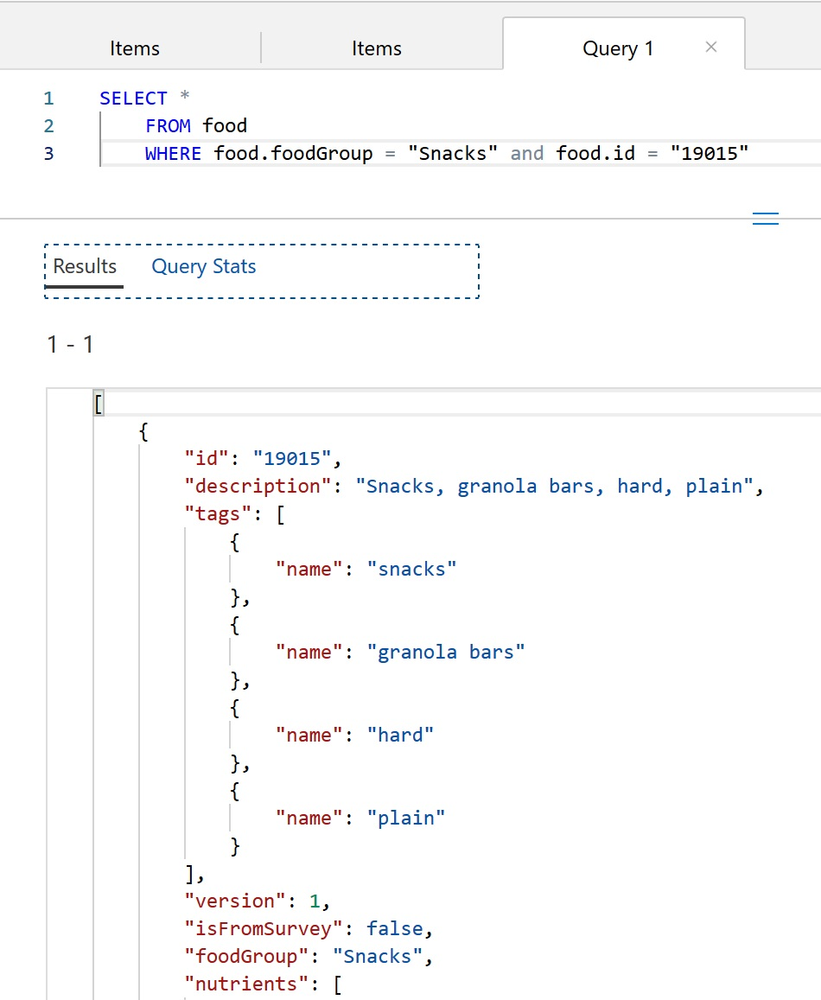 Items Items Query 1 ×
1 SELECT *
2 FROM food
3 WHERE food.foodGroup = "Snacks" and food.id = "19015"
Results Query Stats
1 - 1
[
{
"id": "19015",
"description": "Snacks, granola bars, hard, plain",
"tags": [
{
"name": "snacks"
},
{
"name": "granola bars"
},
{
"name": "hard"
},
{
"name": "plain"
}
],
"version": 1,
"isFromSurvey": false,
"foodGroup": "Snacks",
"nutrients": [